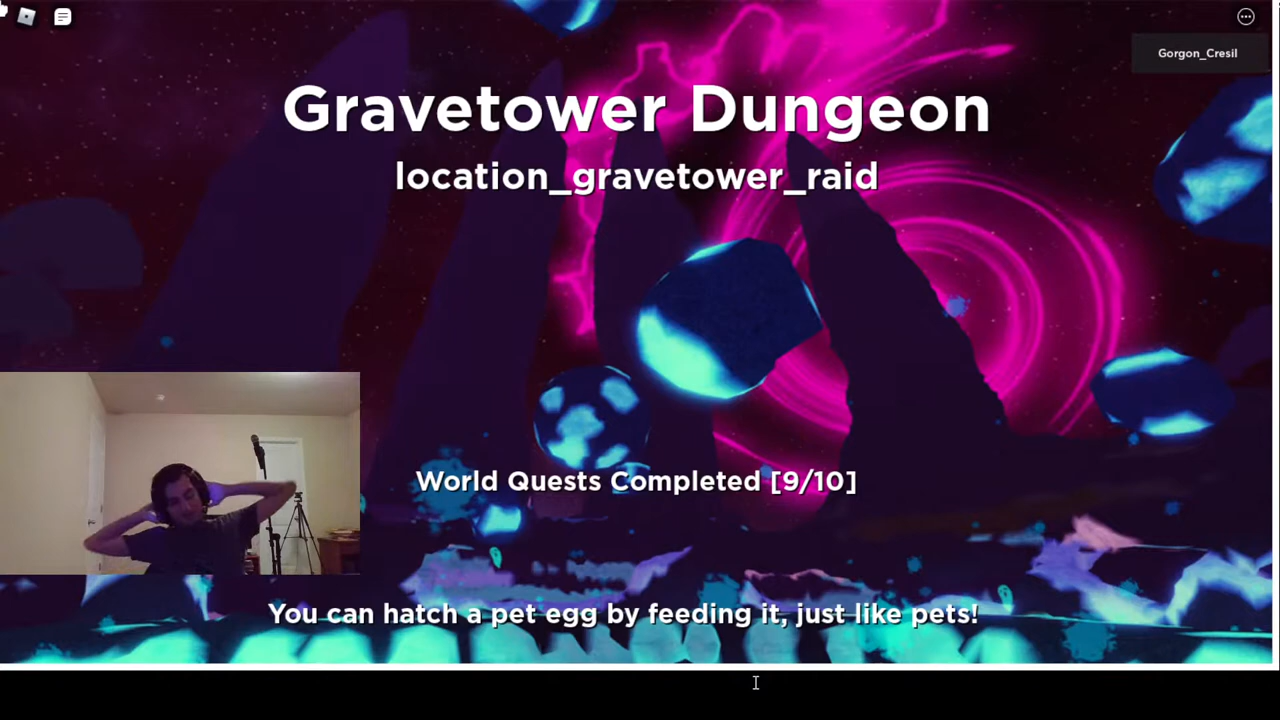 Gorgon_Cresil
Gravetower Dungeon
location_gravetower_raid
World Quests Completed [9/10]
You can hatch a pet egg by feeding it, just like pets!